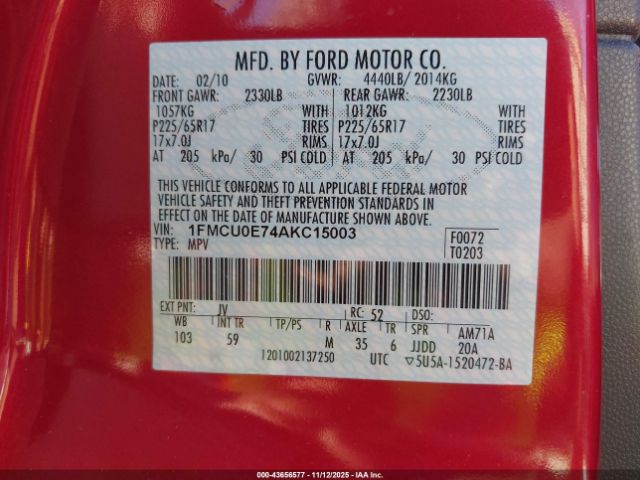 MFD. BY FORD MOTOR CO.
DATE: 02/10 GVWR: 4440LB/ 2014KG
FRONT GAWR: 2330LB REAR GAWR: 2230LB
1057KG WITH 1012KG WITH
P225/65R17 TIRES P225/65R17 TIRES
17x7.0J RIMS 17x7.0J RIMS
AT 205 kPa/ 30 PSI COLD AT 205 kPa/ 30 PSI COLD
THIS VEHICLE CONFORMS TO ALL APPLICABLE FEDERAL MOTOR
VEHICLE SAFETY AND THEFT PREVENTION STANDARDS IN
EFFECT ON THE DATE OF MANUFACTURE SHOWN ABOVE.
VIN: 1FMCU0E74AKC15003 F0072
TYPE: MPV T0203
EXT PNT: JV RC: 52 DSO:
WB INT TR TP/PS R AXLE TR SPR AM71A
103 59 M 35 6 JJDD 20A
1201002137250 UTC ▽5U5A-1520472-BA
000-43656577 - 11/12/2025 - IAA Inc.